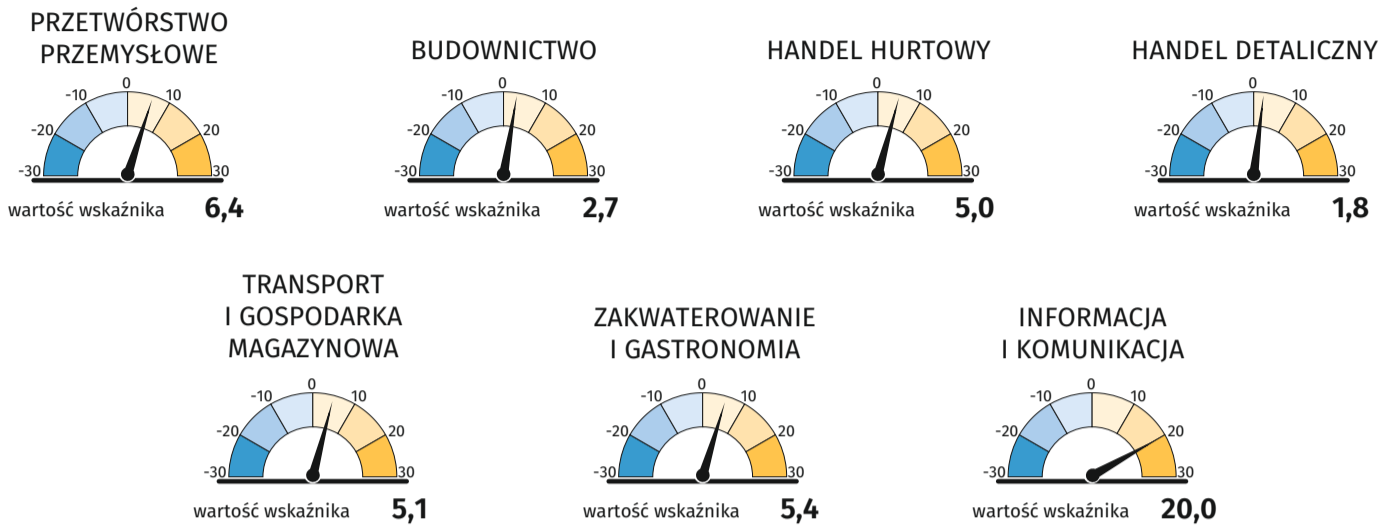 PRZETWÓRSTWO
PRZEMYSŁOWE
0
-10 10
-20 20
-30 30
wartość wskaźnika 6,4
BUDOWNICTWO
0
-10 10
-20 20
-30 30
wartość wskaźnika 2,7
HANDEL HURTOWY
0
-10 10
-20 20
-30 30
wartość wskaźnika 5,0
HANDEL DETALICZNY
0
-10 10
-20 20
-30 30
wartość wskaźnika 1,8
TRANSPORT
I GOSPODARKA
MAGAZYNOWA
0
-10 10
-20 20
-30 30
wartość wskaźnika 5,1
ZAKWATEROWANIE
I GASTRONOMIA
0
-10 10
-20 20
-30 30
wartość wskaźnika 5,4
INFORMACJA
I KOMUNIKACJA
0
-10 10
-20 20
-30 30
wartość wskaźnika 20,0